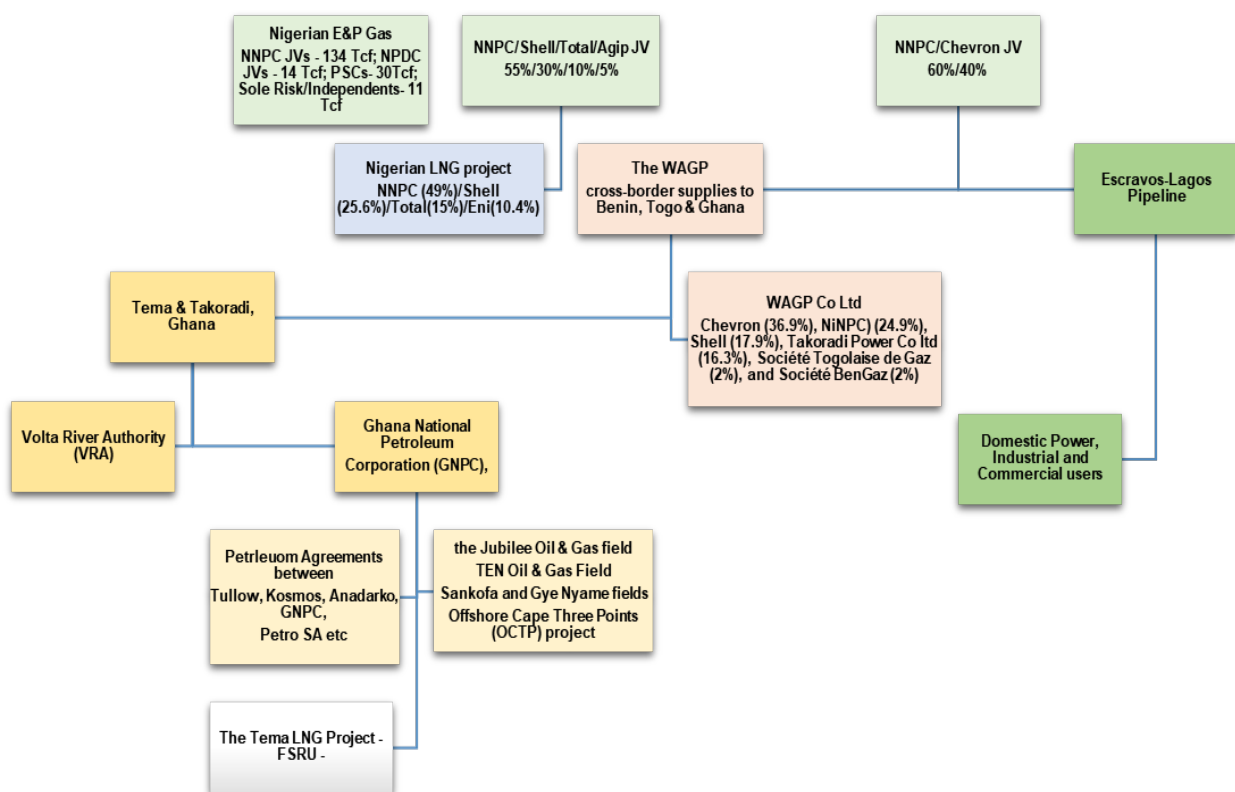 Nigerian E&P Gas
NNPC JVs - 134 Tcf; NPDC
JVs - 14 Tcf; PSCs- 30Tcf;
Sole Risk/Independents- 11
Tcf
NNPC/Shell/Total/Agip JV
55%/30%/10%/5%
NNPC/Chevron JV
60%/40%
Nigerian LNG project
NNPC (49%)/Shell
(25.6%)/Total(15%)/Eni(10.4%)
The WAGP
cross-border supplies to
Benin, Togo & Ghana
Escravos-Lagos
Pipeline
Tema & Takoradi,
Ghana
WAGP Co Ltd
Chevron (36.9%), NiNPC) (24.9%),
Shell (17.9%), Takoradi Power Co ltd
(16.3%), Société Togolaise de Gaz
(2%), and Société BenGaz (2%)
Volta River Authority
(VRA)
Ghana National
Petroleum
Corporation (GNPC),
Domestic Power,
Industrial and
Commercial users
Petrleuom Agreements
between
Tullow, Kosmos, Anadarko,
GNPC,
Petro SA etc
the Jubilee Oil & Gas field
TEN Oil & Gas Field
Sankofa and Gye Nyame fields
Offshore Cape Three Points
(OCTP) project
The Tema LNG Project -
FSRU -